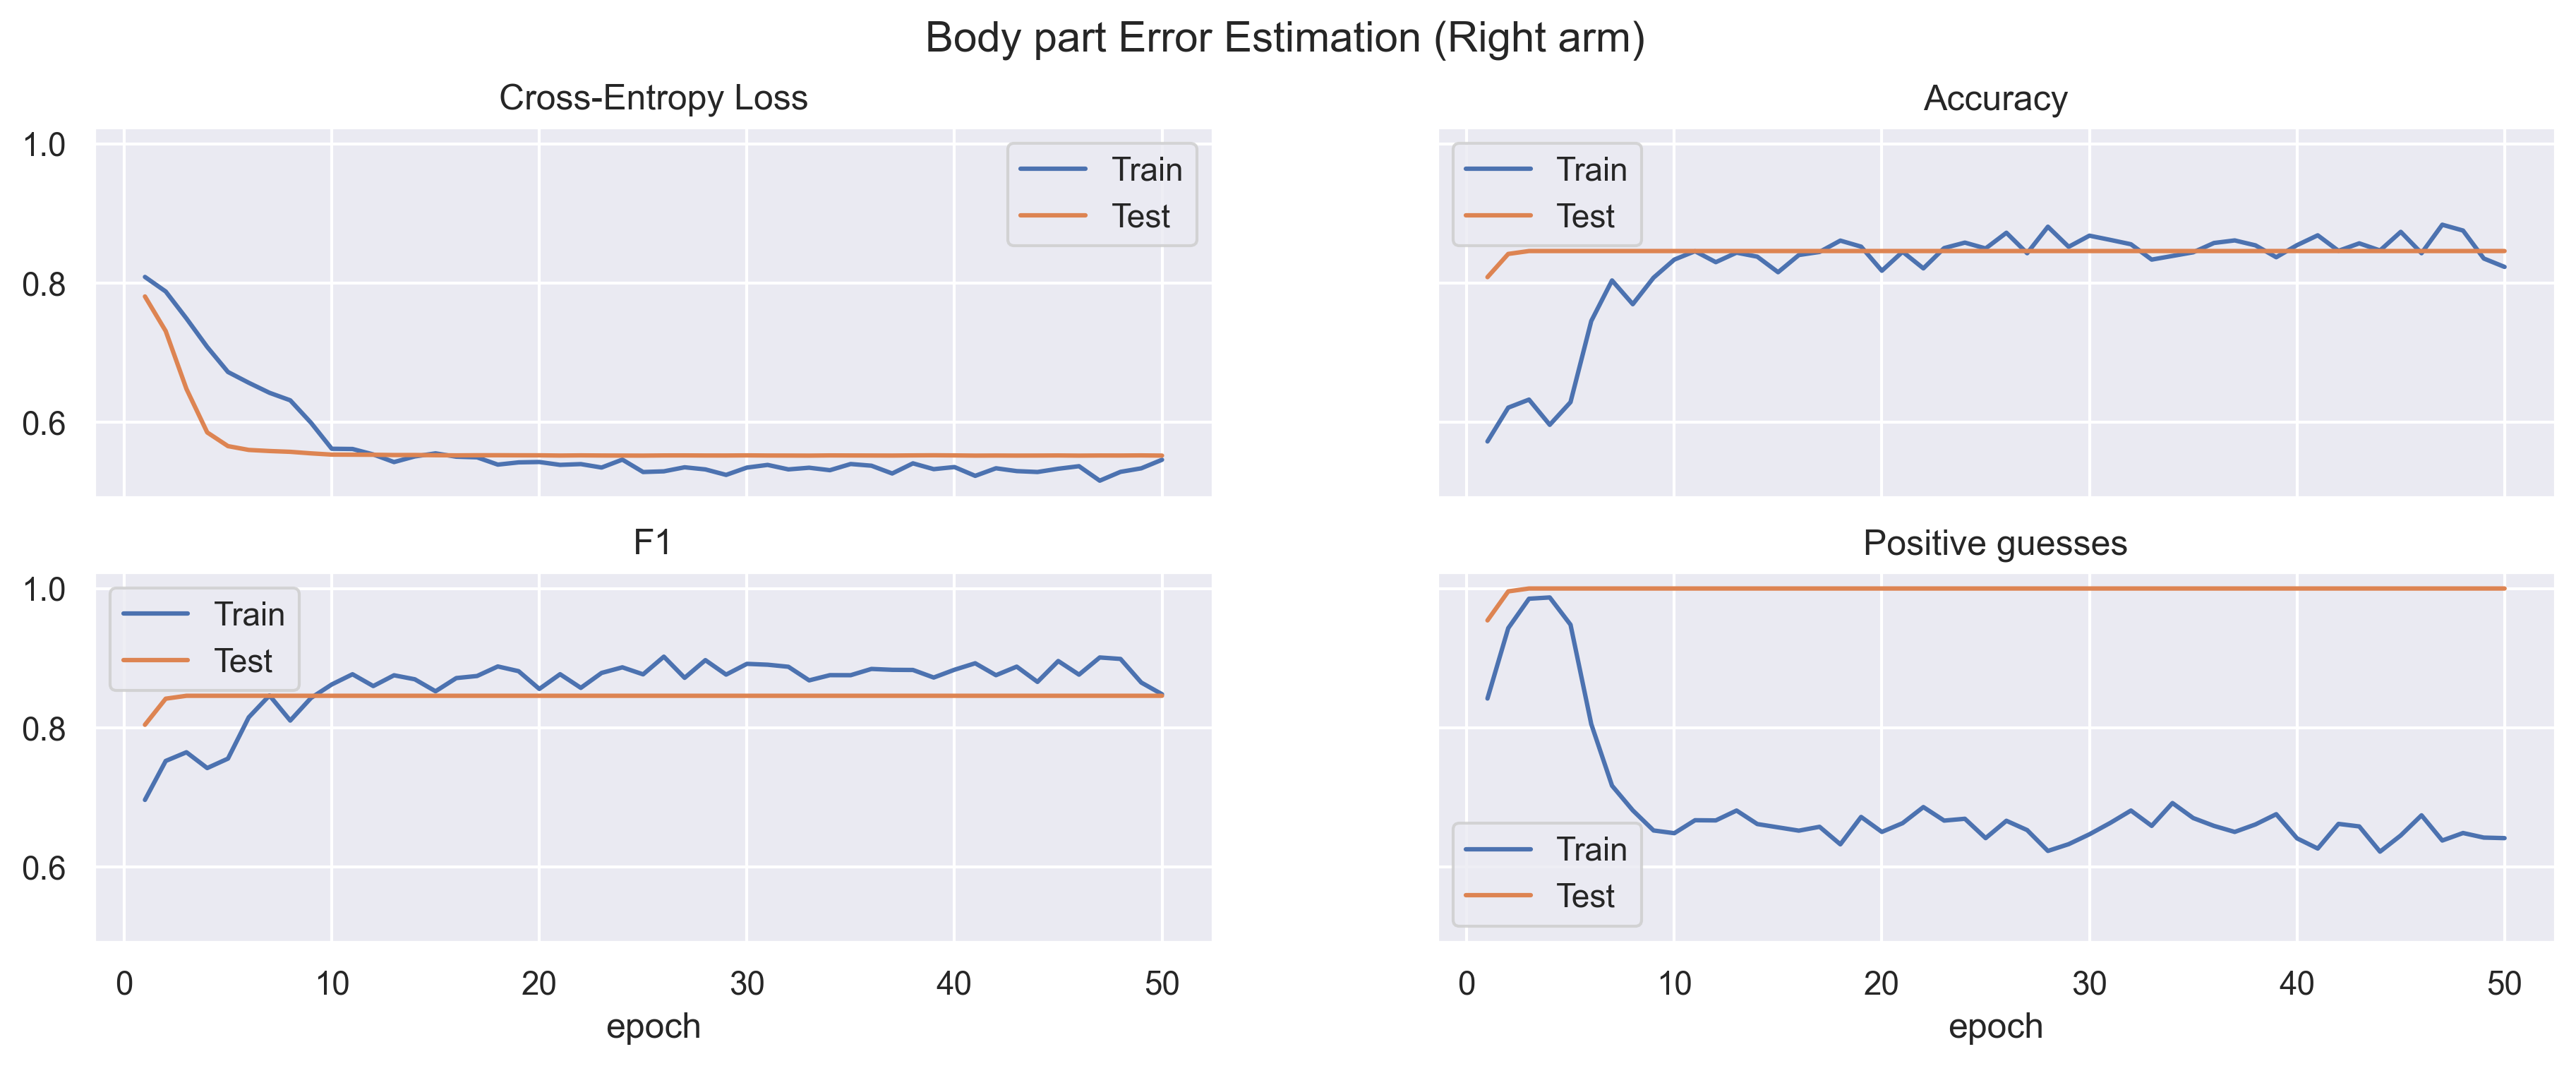 Body part Error Estimation (Right arm)
Cross-Entropy Loss
1.0
0.8
0.6
Train
Test
Accuracy
Train
Test
F1
1.0
0.8
0.6
Train
Test
0 10 20 30 40 50
epoch
Positive guesses
Train
Test
0 10 20 30 40 50
epoch